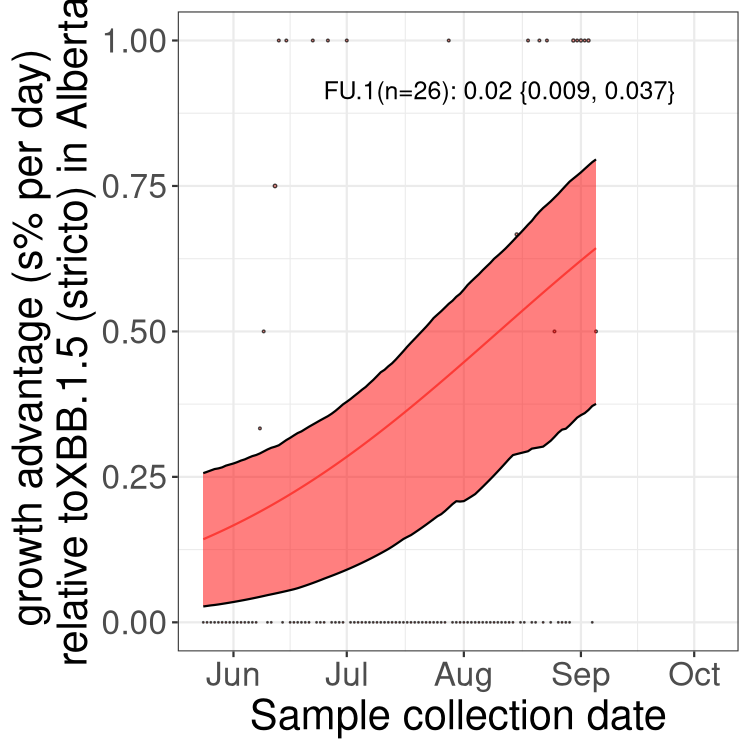 growth advantage (s% per day)
relative toXBB.1.5 (stricto) in Alberta
1.00
FU.1(n=26): 0.02 {0.009, 0.037}
0.75
0.50
0.25
0.00
Jun Jul Aug Sep Oct
Sample collection date